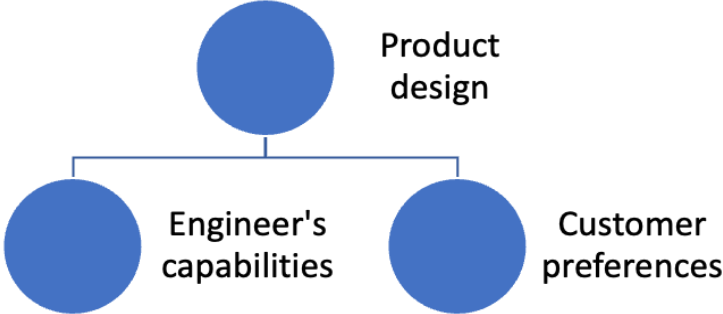 Product
design
Engineer's
capabilities
Customer
preferences